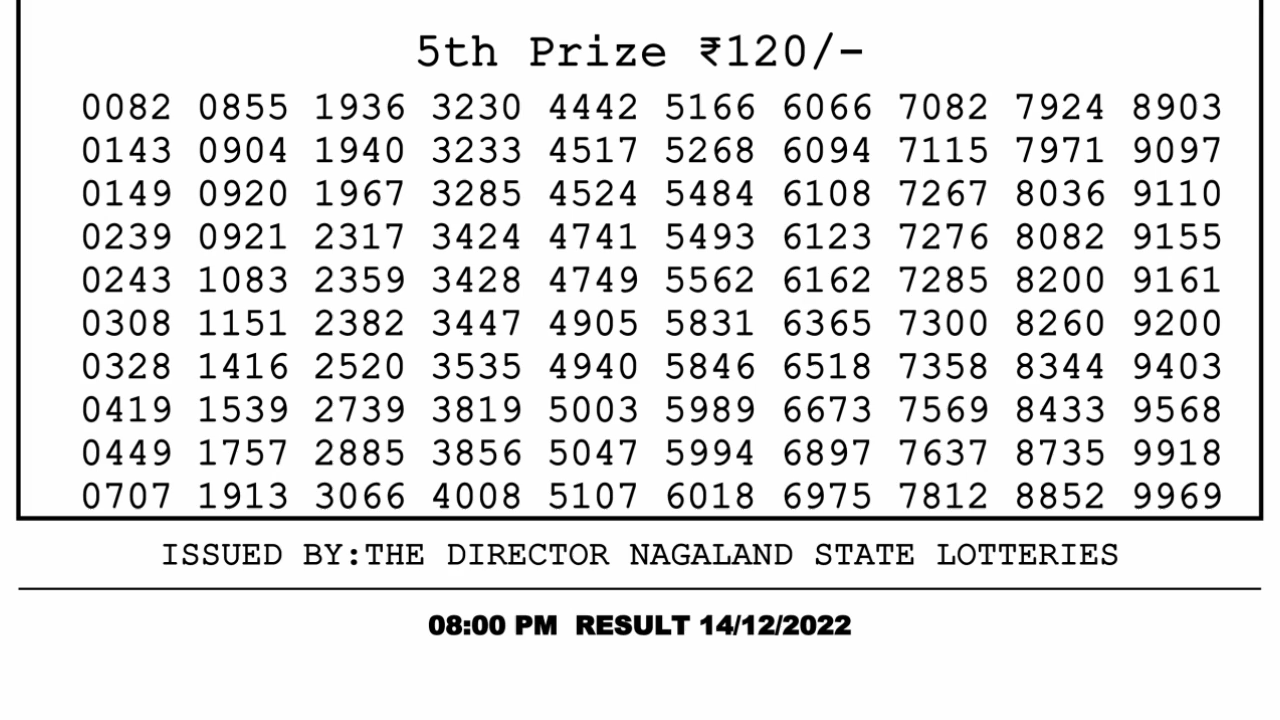 5th Prize ₹120/-
0082 0855 1936 3230 4442 5166 6066 7082 7924 8903
0143 0904 1940 3233 4517 5268 6094 7115 7971 9097
0149 0920 1967 3285 4524 5484 6108 7267 8036 9110
0239 0921 2317 3424 4741 5493 6123 7276 8082 9155
0243 1083 2359 3428 4749 5562 6162 7285 8200 9161
0308 1151 2382 3447 4905 5831 6365 7300 8260 9200
0328 1416 2520 3535 4940 5846 6518 7358 8344 9403
0419 1539 2739 3819 5003 5989 6673 7569 8433 9568
0449 1757 2885 3856 5047 5994 6897 7637 8735 9918
0707 1913 3066 4008 5107 6018 6975 7812 8852 9969
ISSUED BY:THE DIRECTOR NAGALAND STATE LOTTERIES
08:00 PM RESULT 14/12/2022